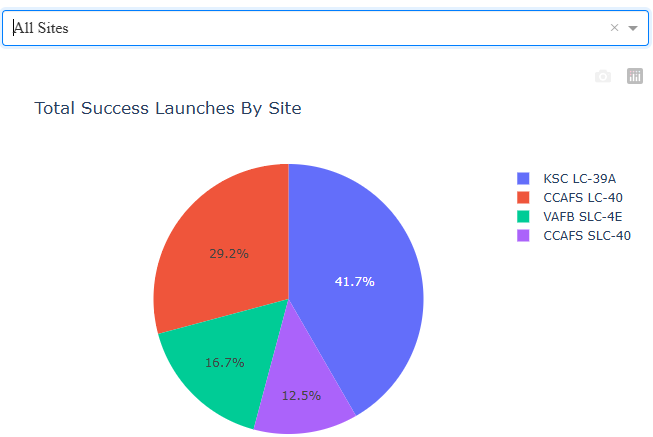 All Sites ×
Total Success Launches By Site
KSC LC-39A
CCAFS LC-40
VAFB SLC-4E
CCAFS SLC-40
29.2%
41.7%
16.7%
12.5%